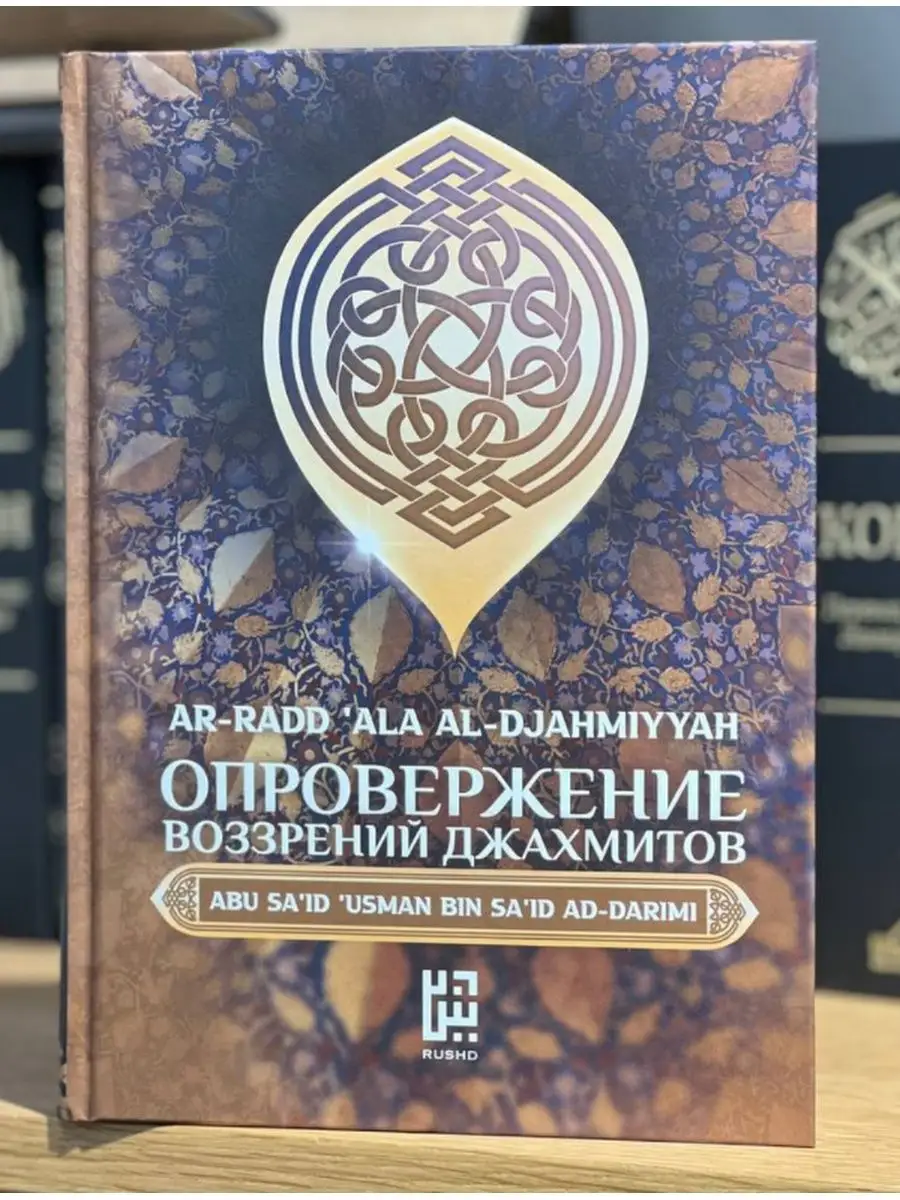 AR-RADD 'ALA AL-DJAHMIYYAH
ОПРОВЕРЖЕНИЕ
ВОЗЗРЕНИЙ ДЖАХМИТОВ
ABU SA'ID 'USMAN BIN SA'ID AD-DARIMI
RUSHD